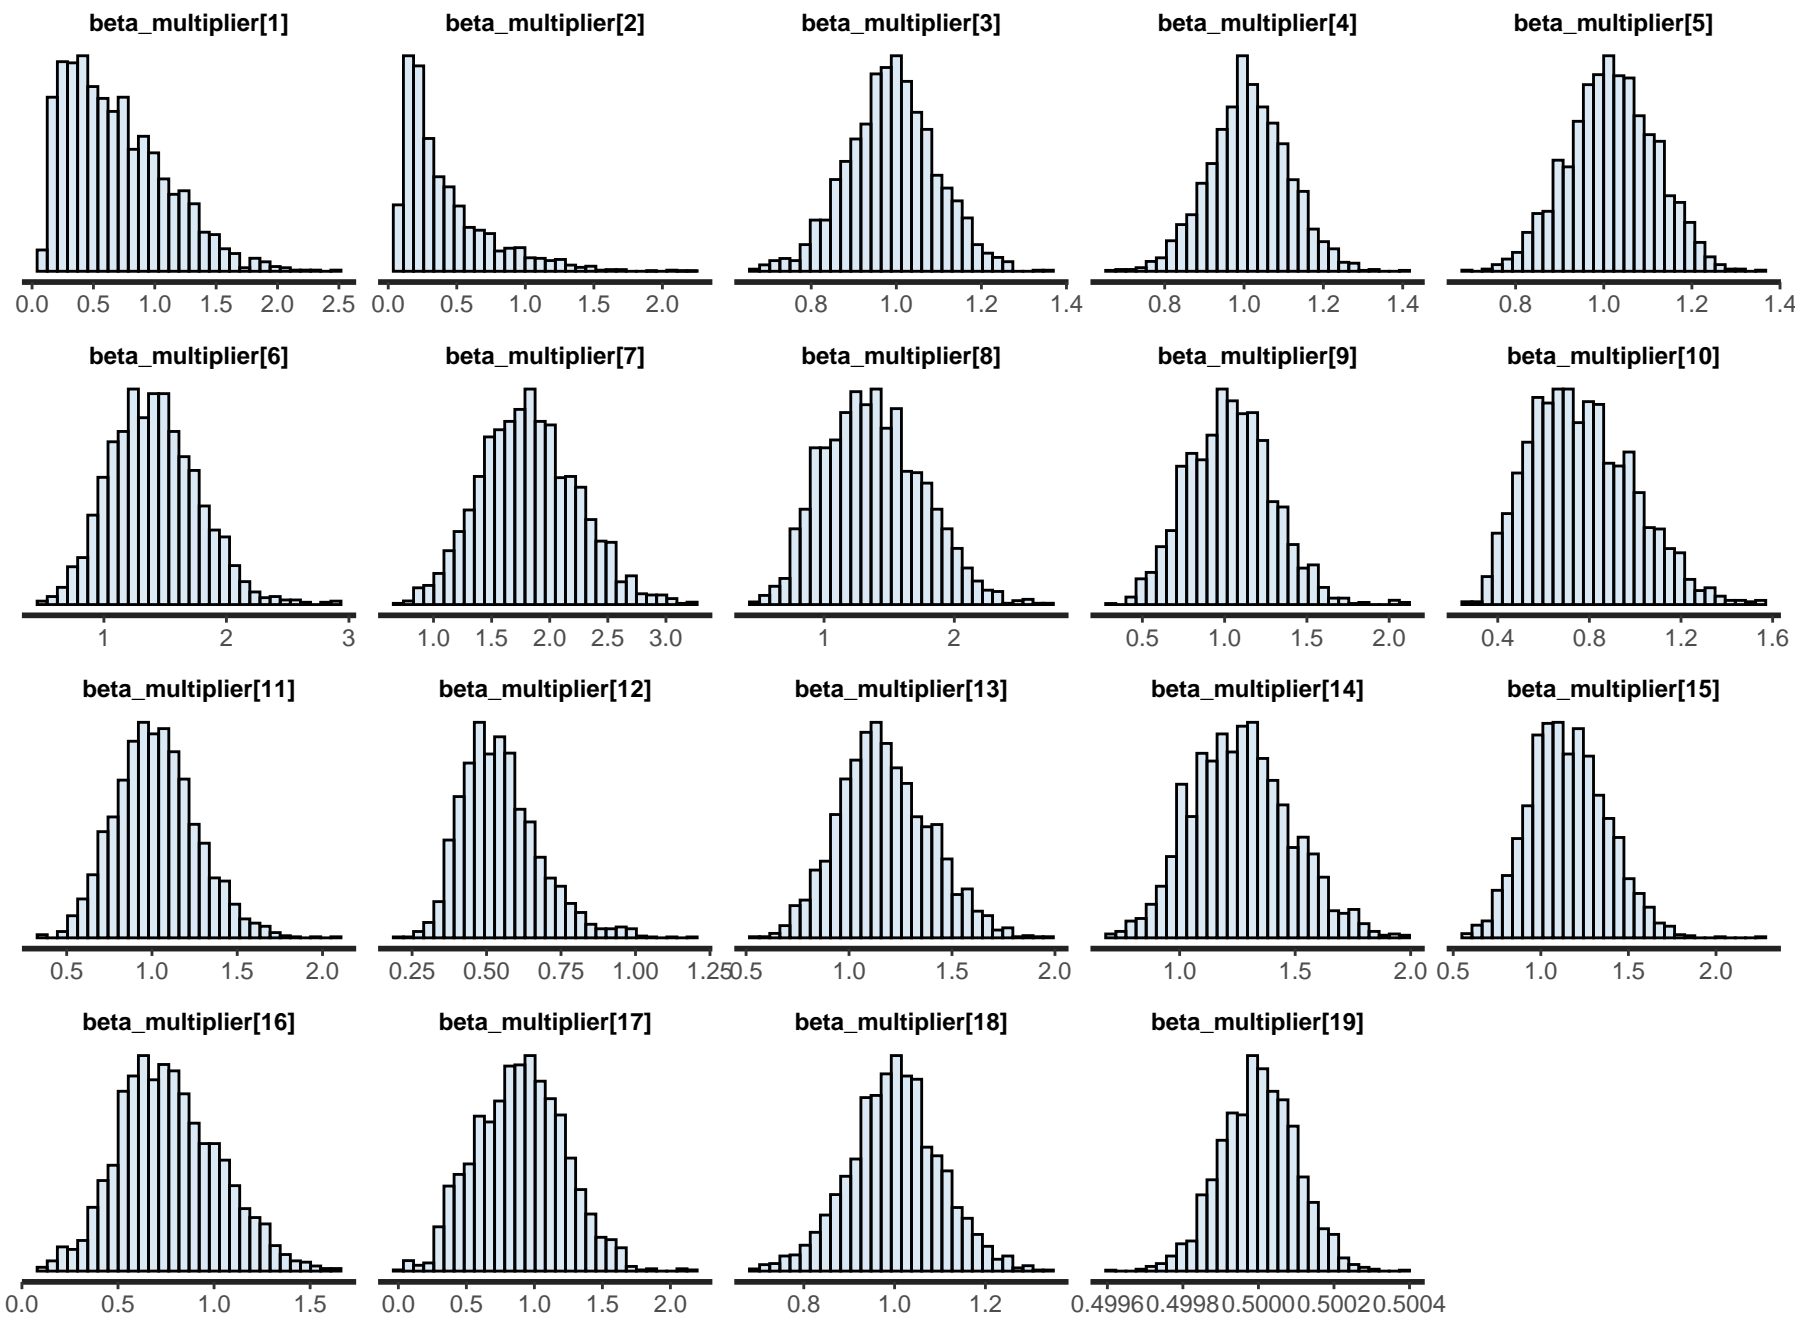 beta_multiplier[1] beta_multiplier[2] beta_multiplier[3] beta_multiplier[4] beta_multiplier[5]
0.0 0.5 1.0 1.5 2.0 2.5 0.0 0.5 1.0 1.5 2.0 0.8 1.0 1.2 1.4 0.8 1.0 1.2 1.4 0.8 1.0 1.2 1.4
beta_multiplier[6] beta_multiplier[7] beta_multiplier[8] beta_multiplier[9] beta_multiplier[10]
1 2 3 1.0 1.5 2.0 2.5 3.0 1 2 0.5 1.0 1.5 2.0 0.4 0.8 1.2 1.6
beta_multiplier[11] beta_multiplier[12] beta_multiplier[13] beta_multiplier[14] beta_multiplier[15]
0.5 1.0 1.5 2.0 0.25 0.50 0.75 1.00 1.25 0.5 1.0 1.5 2.0 1.0 1.5 2.0 0.5 1.0 1.5 2.0
beta_multiplier[16] beta_multiplier[17] beta_multiplier[18] beta_multiplier[19]
0.0 0.5 1.0 1.5 0.0 0.5 1.0 1.5 2.0 0.8 1.0 1.2 0.4996 0.4998 0.5000 0.5002 0.5004